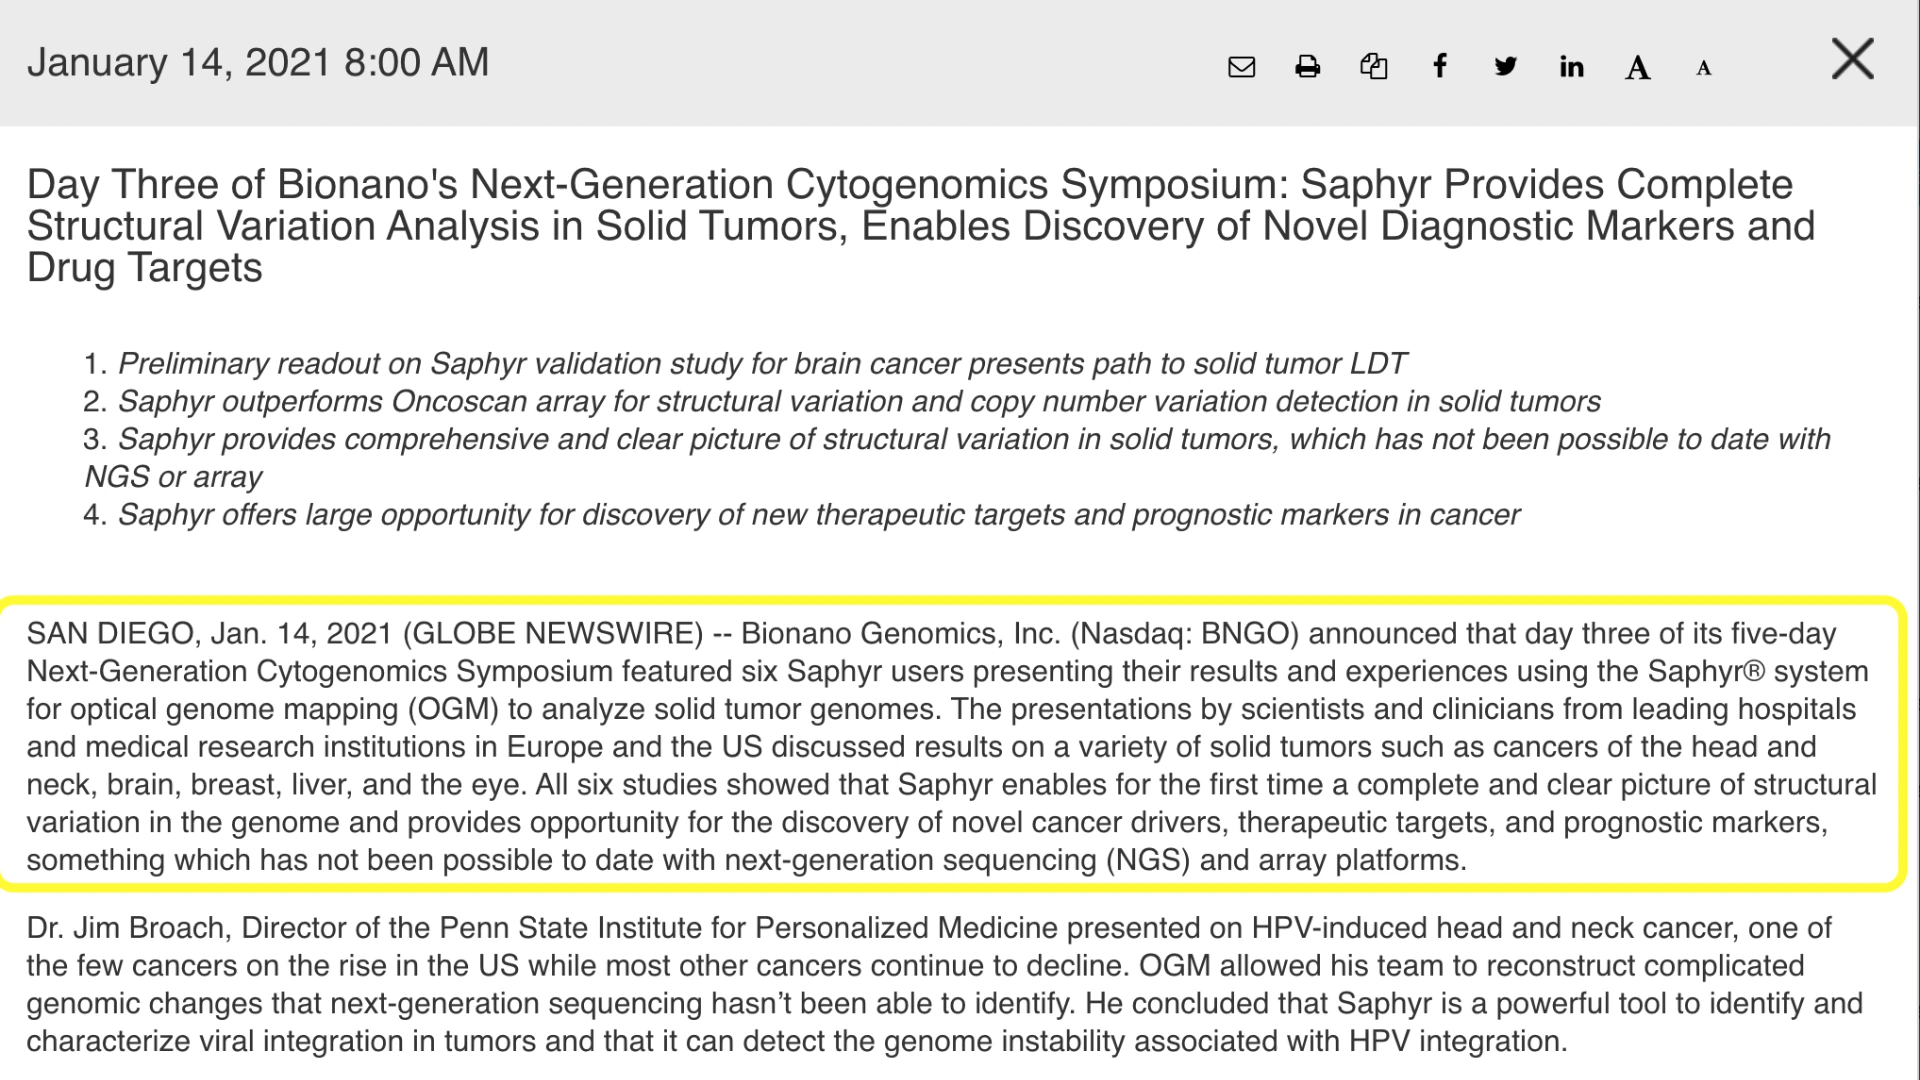 January 14, 2021 8:00 AM
f
in
A
A
Day Three of Bionano's Next-Generation Cytogenomics Symposium: Saphyr Provides Complete
Structural Variation Analysis in Solid Tumors, Enables Discovery of Novel Diagnostic Markers and
Drug Targets
1. Preliminary readout on Saphyr validation study for brain cancer presents path to solid tumor LDT
2. Saphyr outperforms Oncoscan array for structural variation and copy number variation detection in solid tumors
3. Saphyr provides comprehensive and clear picture of structural variation in solid tumors, which has not been possible to date with
NGS or array
4. Saphyr offers large opportunity for discovery of new therapeutic targets and prognostic markers in cancer
SAN DIEGO, Jan. 14, 2021 (GLOBE NEWSWIRE) -- Bionano Genomics, Inc. (Nasdaq: BNGO) announced that day three of its five-day
Next-Generation Cytogenomics Symposium featured six Saphyr users presenting their results and experiences using the Saphyr® system
for optical genome mapping (OGM) to analyze solid tumor genomes. The presentations by scientists and clinicians from leading hospitals
and medical research institutions in Europe and the US discussed results on a variety of solid tumors such as cancers of the head and
neck, brain, breast, liver, and the eye. All six studies showed that Saphyr enables for the first time a complete and clear picture of structural
variation in the genome and provides opportunity for the discovery of novel cancer drivers, therapeutic targets, and prognostic markers,
something which has not been possible to date with next-generation sequencing (NGS) and array platforms.
Dr. Jim Broach, Director of the Penn State Institute for Personalized Medicine presented on HPV-induced head and neck cancer, one of
the few cancers on the rise in the US while most other cancers continue to decline. OGM allowed his team to reconstruct complicated
genomic changes that next-generation sequencing hasn’t been able to identify. He concluded that Saphyr is a powerful tool to identify and
characterize viral integration in tumors and that it can detect the genome instability associated with HPV integration.